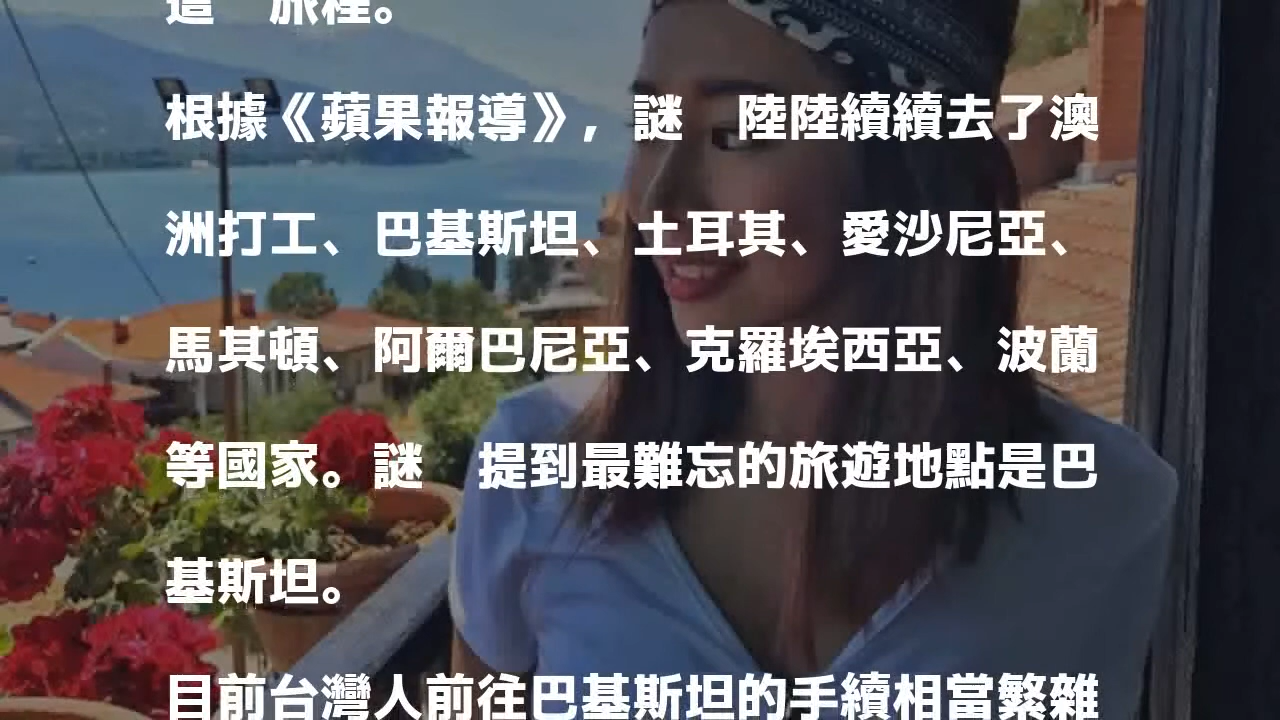 這　旅程。
根據《蘋果報導》，謎　陸陸續續去了澳
洲打工、巴基斯坦、土耳其、愛沙尼亞、
馬其頓、阿爾巴尼亞、克羅埃西亞、波蘭
等國家。謎　提到最難忘的旅遊地點是巴
基斯坦。
目前台灣人前往巴基斯坦的手續相當繁雜